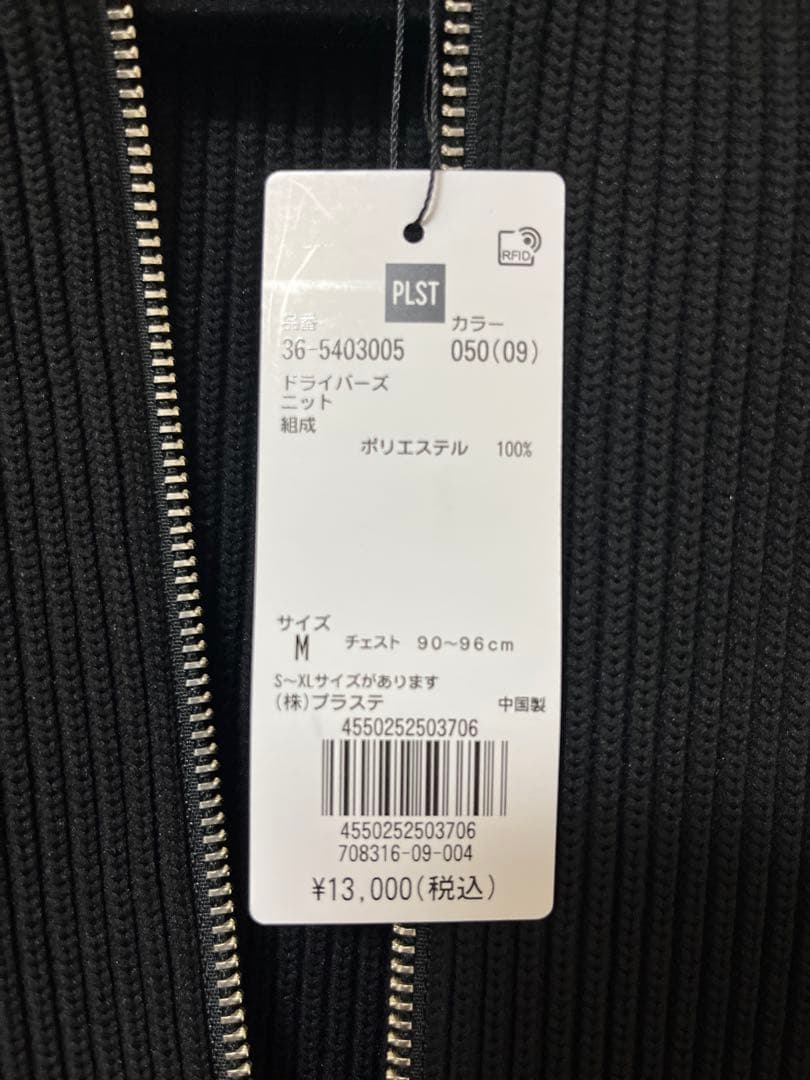 RFID
PLST
品番 カラー
36-5403005 050(09)
ドライバーズ
ニット
組成
ポリエステル 100%
サイズ
M チェスト 90~96cm
S~XLサイズがあります
(株)プラステ 中国製
4550252503706
4550252503706
708316-09-004
¥13,000(税込)